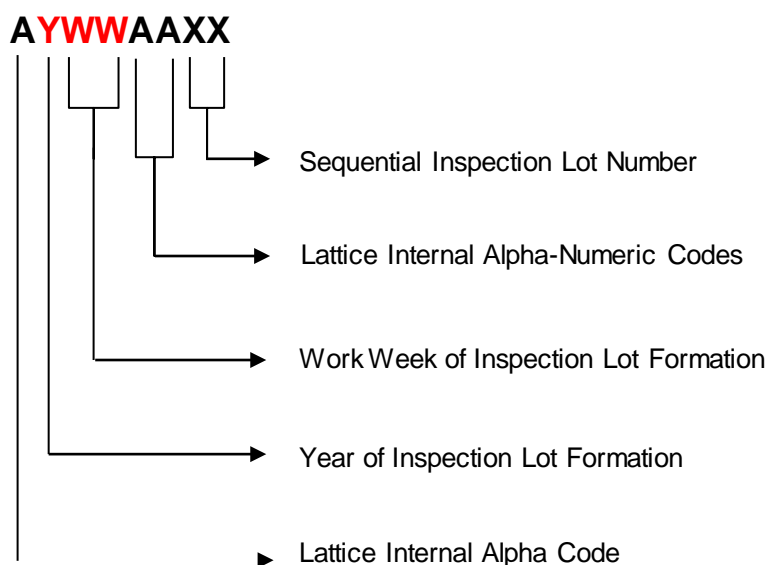 AYWWAAXX
Sequential Inspection Lot Number
Lattice Internal Alpha-Numeric Codes
Work Week of Inspection Lot Formation
Year of Inspection Lot Formation
Lattice Internal Alpha Code